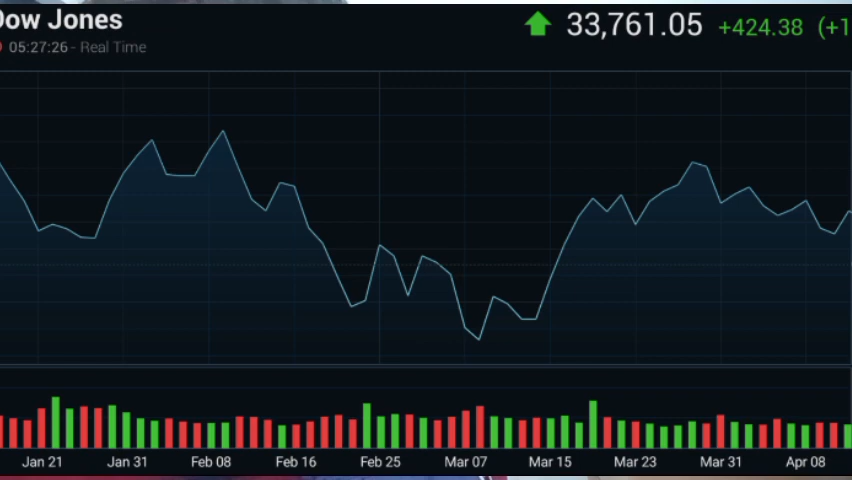 Dow Jones
33,761.05 +424.38 (+1
05:27:26 - Real Time
Jan 21 Jan 31 Feb 08 Feb 16 Feb 25 Mar 07 Mar 15 Mar 23 Mar 31 Apr 08